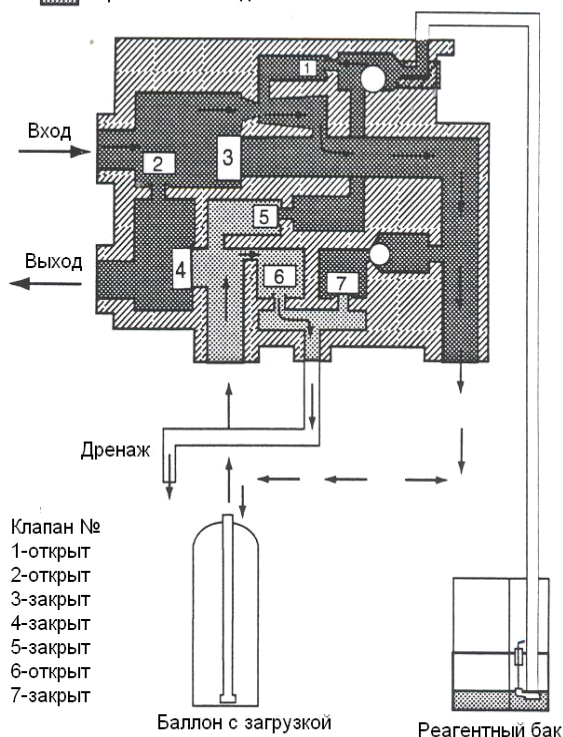 1
Вход
2
3
5
Выход
4
6
7
Дренаж
Клапан №
1-открыт
2-открыт
3-закрыт
4-закрыт
5-закрыт
6-открыт
7-закрыт
Баллон с загрузкой
Реагентный бак